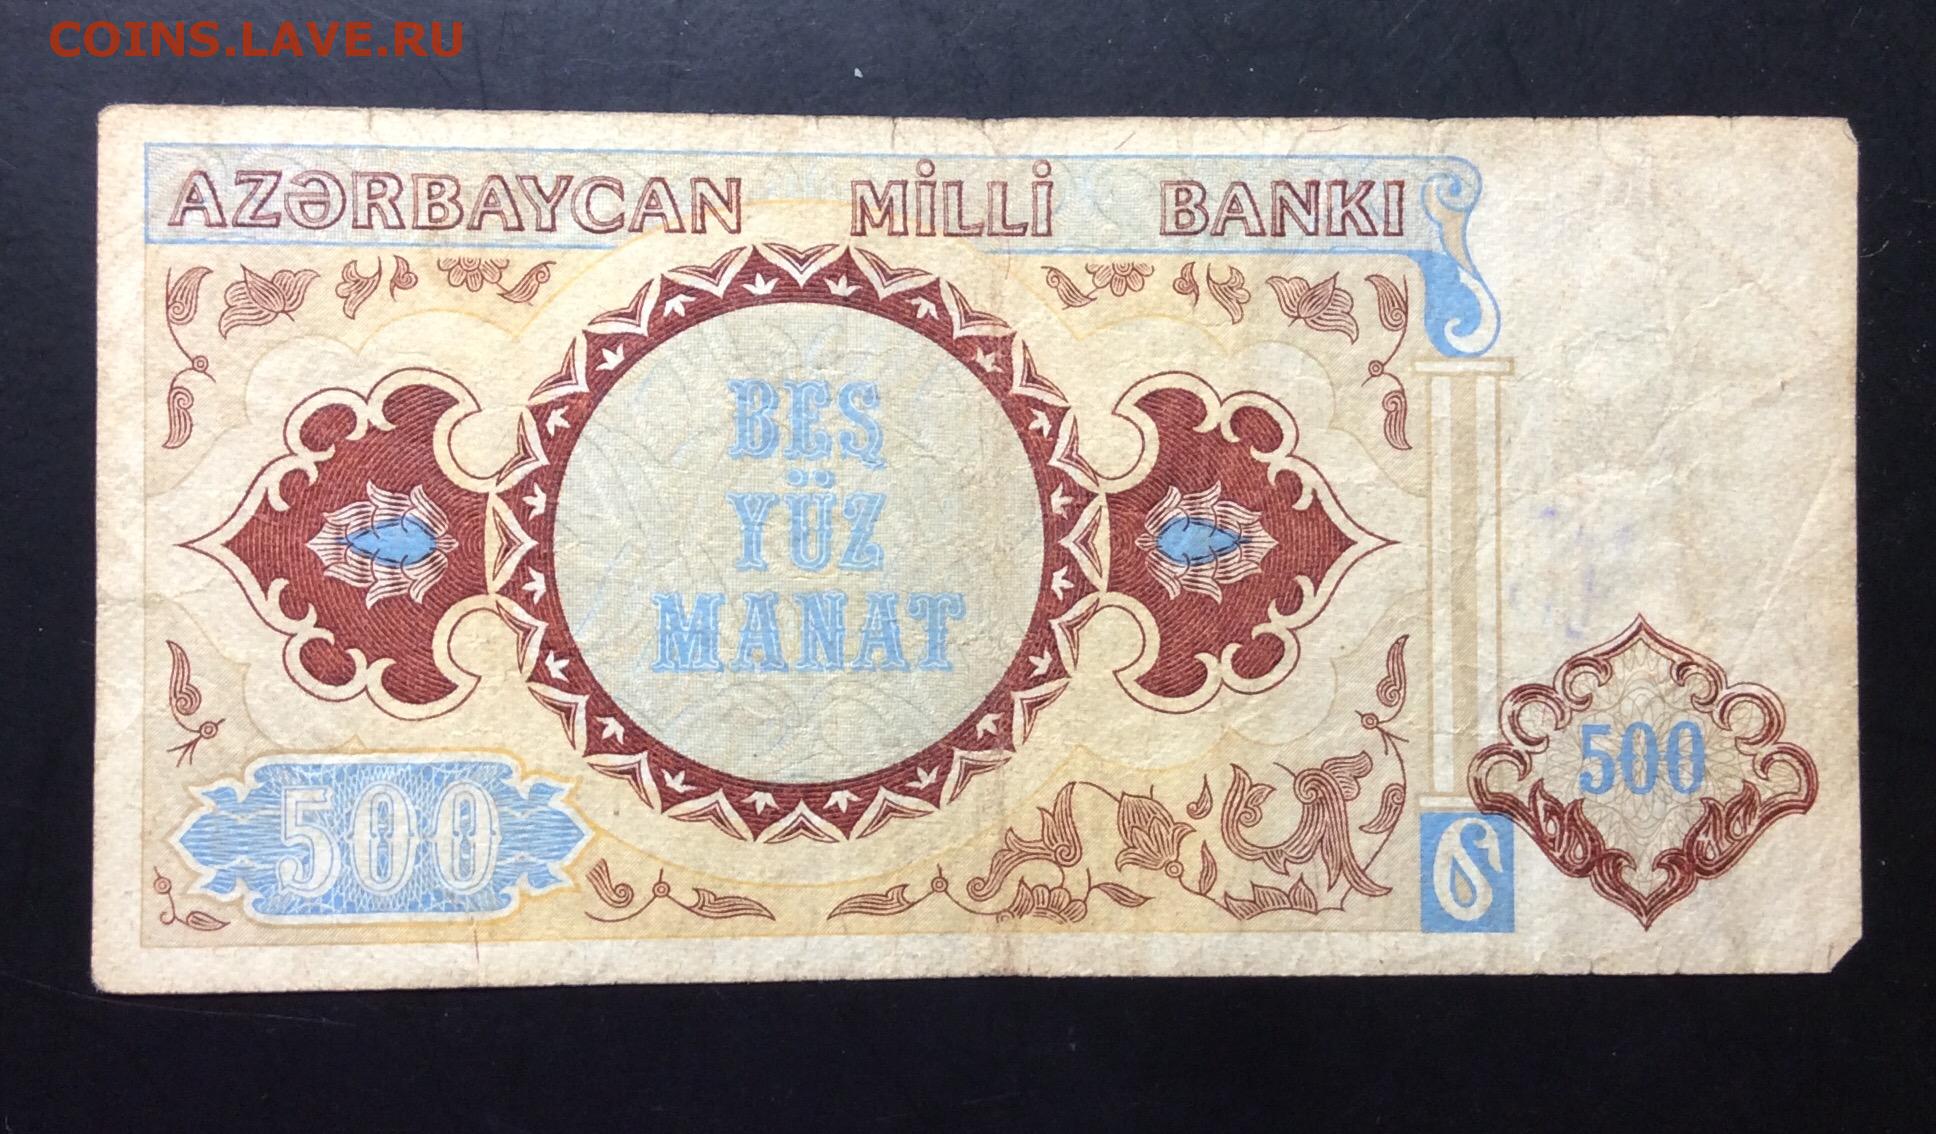 COINS.LAVE.RU
AZƏRBAYCAN MİLLİ BANKI
BEŞ
YÜZ
MANAT
500
500